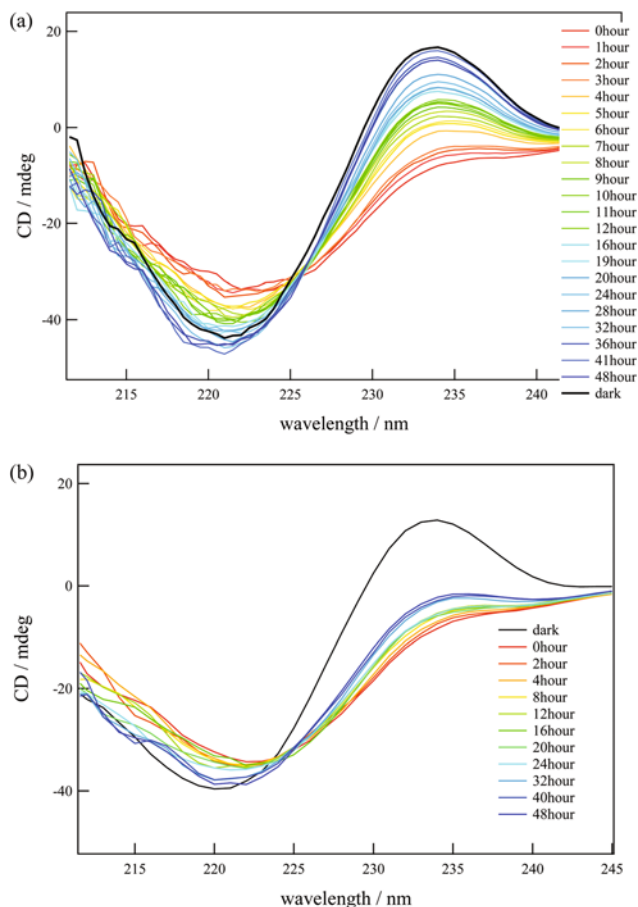 (a)
20
0
-20
-40
CD / mdeg
215
220
225
230
235
240
wavelength / nm
0hour
1hour
2hour
3hour
4hour
5hour
6hour
7hour
8hour
9hour
10hour
11hour
12hour
16hour
19hour
20hour
24hour
28hour
32hour
36hour
41hour
48hour
dark
(b)
20
0
-20
-40
CD / mdeg
215
220
225
230
235
240
245
wavelength / nm
dark
0hour
2hour
4hour
8hour
12hour
16hour
20hour
24hour
32hour
40hour
48hour